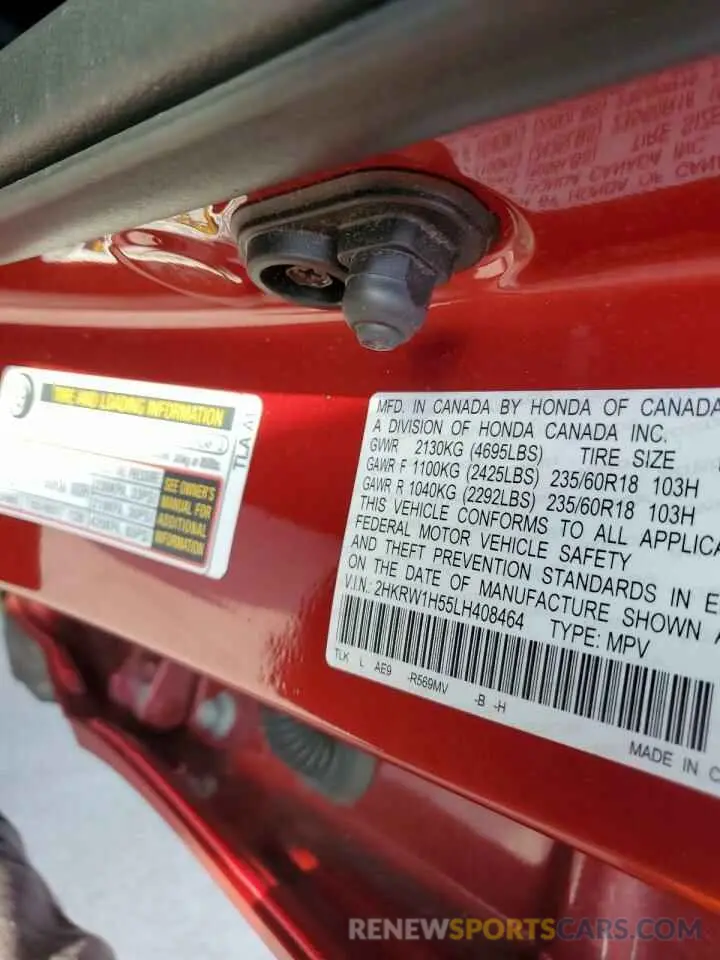 TIRE AND LOADING INFORMATION
SEE OWNER'S
MANUAL FOR
ADDITIONAL
INFORMATION
TLA A1
MFD. IN CANADA BY HONDA OF CANADA
A DIVISION OF HONDA CANADA INC.
GVWR 2130KG (4695LBS) TIRE SIZE
GAWR F 1100KG (2425LBS) 235/60R18 103H
GAWR R 1040KG (2292LBS) 235/60R18 103H
THIS VEHICLE CONFORMS TO ALL APPLICA
FEDERAL MOTOR VEHICLE SAFETY
AND THEFT PREVENTION STANDARDS IN E
ON THE DATE OF MANUFACTURE SHOWN A
V.I.N.: 2HKRW1H55LH408464 TYPE: MPV
TLK L AE9 -R569MV -B -H
MADE IN C
RENEWSPORTSCARS.COM